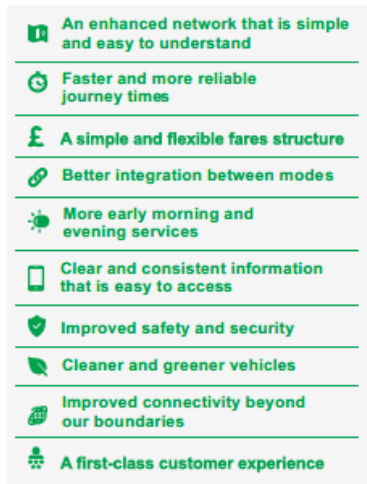 An enhanced network that is simple
and easy to understand
Faster and more reliable
journey times
£ A simple and flexible fares structure
Better integration between modes
More early morning and
evening services
Clear and consistent information
that is easy to access
Improved safety and security
Cleaner and greener vehicles
Improved connectivity beyond
our boundaries
A first-class customer experience